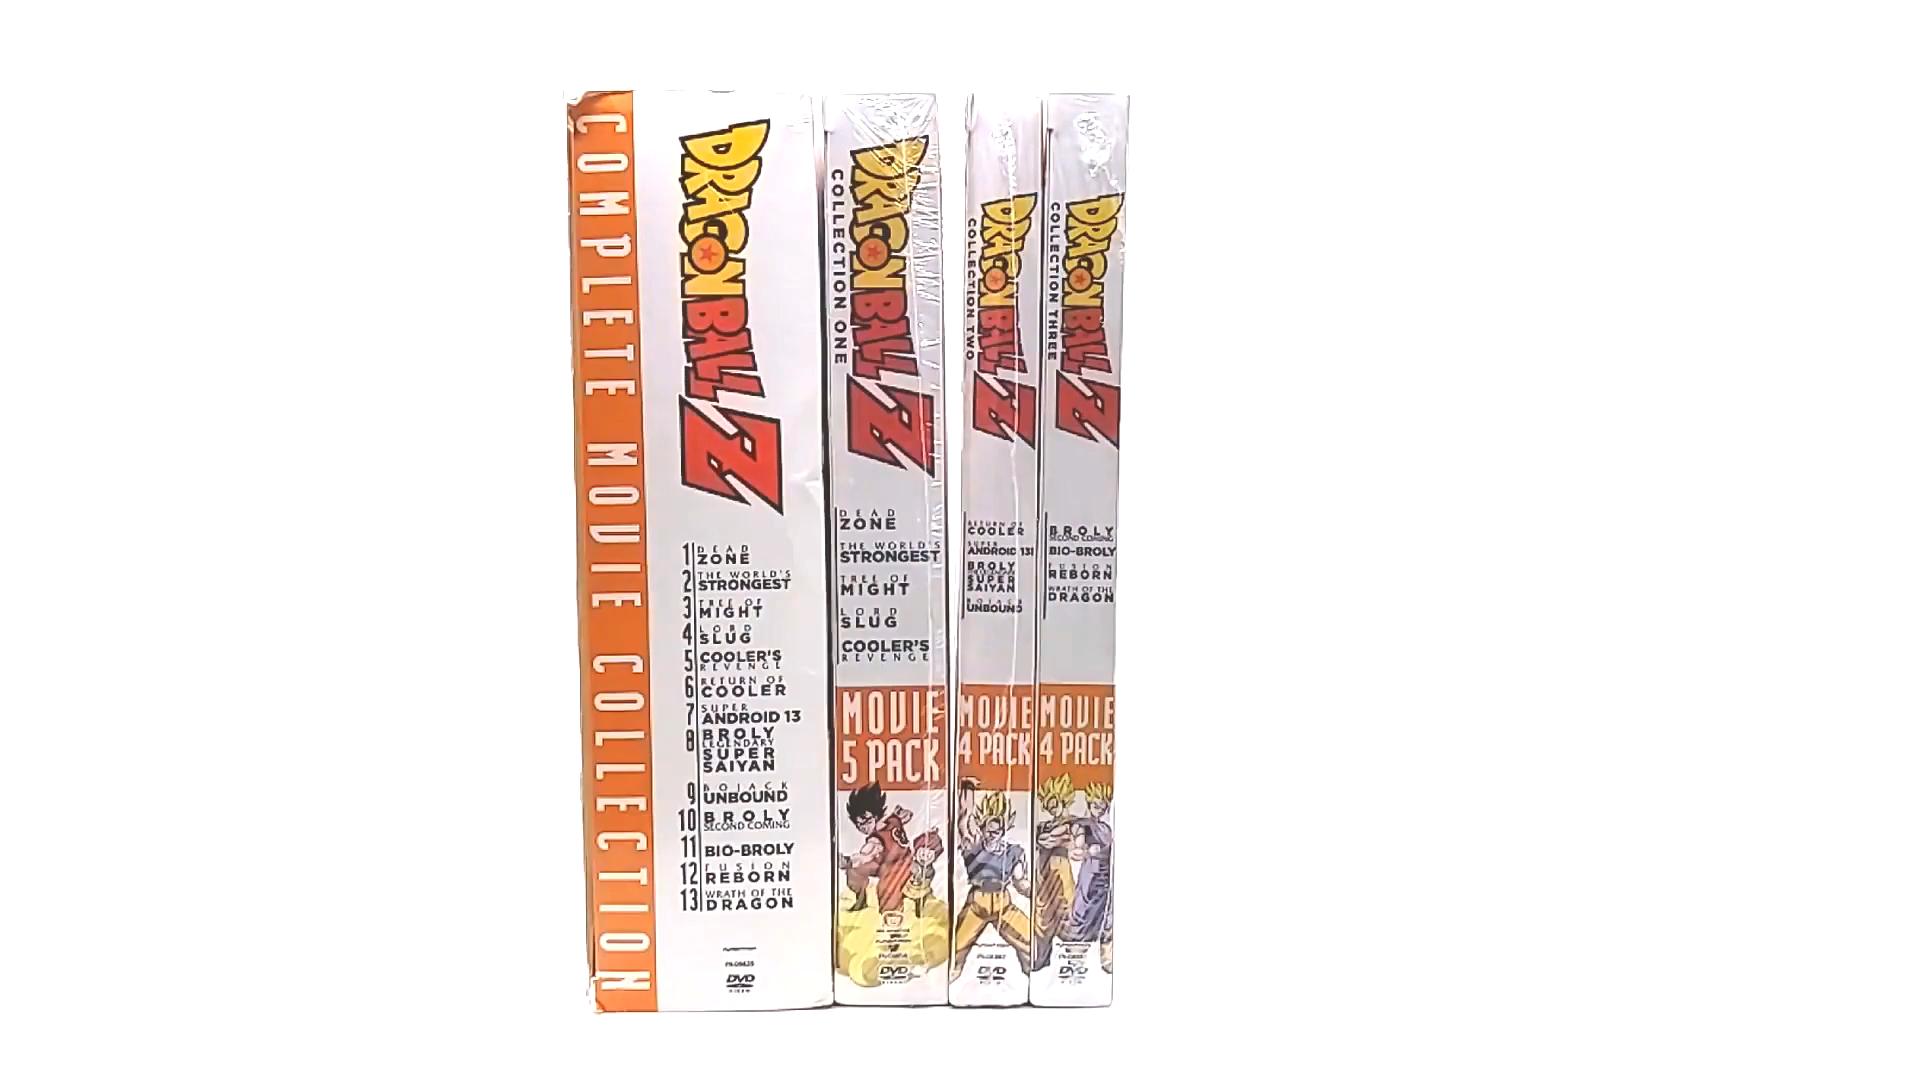 COMPLETE MOVIE COLLECTION
DRAGON BALL Z
1 DEAD ZONE
2 THE WORLD'S STRONGEST
3 TREE OF MIGHT
4 LORD SLUG
5 COOLER'S REVENGE
6 RETURN OF COOLER
7 SUPER ANDROID 13
8 BROLY LEGENDARY SUPER SAIYAN
9 BOJACK UNBOUND
10 BROLY SECOND COMING
11 BIO-BROLY
12 FUSION REBORN
13 WRATH OF THE DRAGON
DVD
VIDEO
DRAGON BALL Z
COLLECTION ONE
DEAD
ZONE
THE WORLD'S
STRONGEST
TREE OF
MIGHT
LORD
SLUG
COOLER'S
REVENGE
MOVIE
5 PACK
DVD
DRAGON BALL Z
COLLECTION TWO
RETURN OF
COOLER
SUPER
ANDROID 13!
BROLY
SUPER
SAIYAN
BOJACK
UNBOUND
MOVIE
4 PACK
DVD
DRAGON BALL Z
COLLECTION THREE
BROLY
SECOND COMING
BIO-BROLY
FUSION
REBORN
WRATH OF THE
DRAGON
MOVIE
4 PACK
DVD